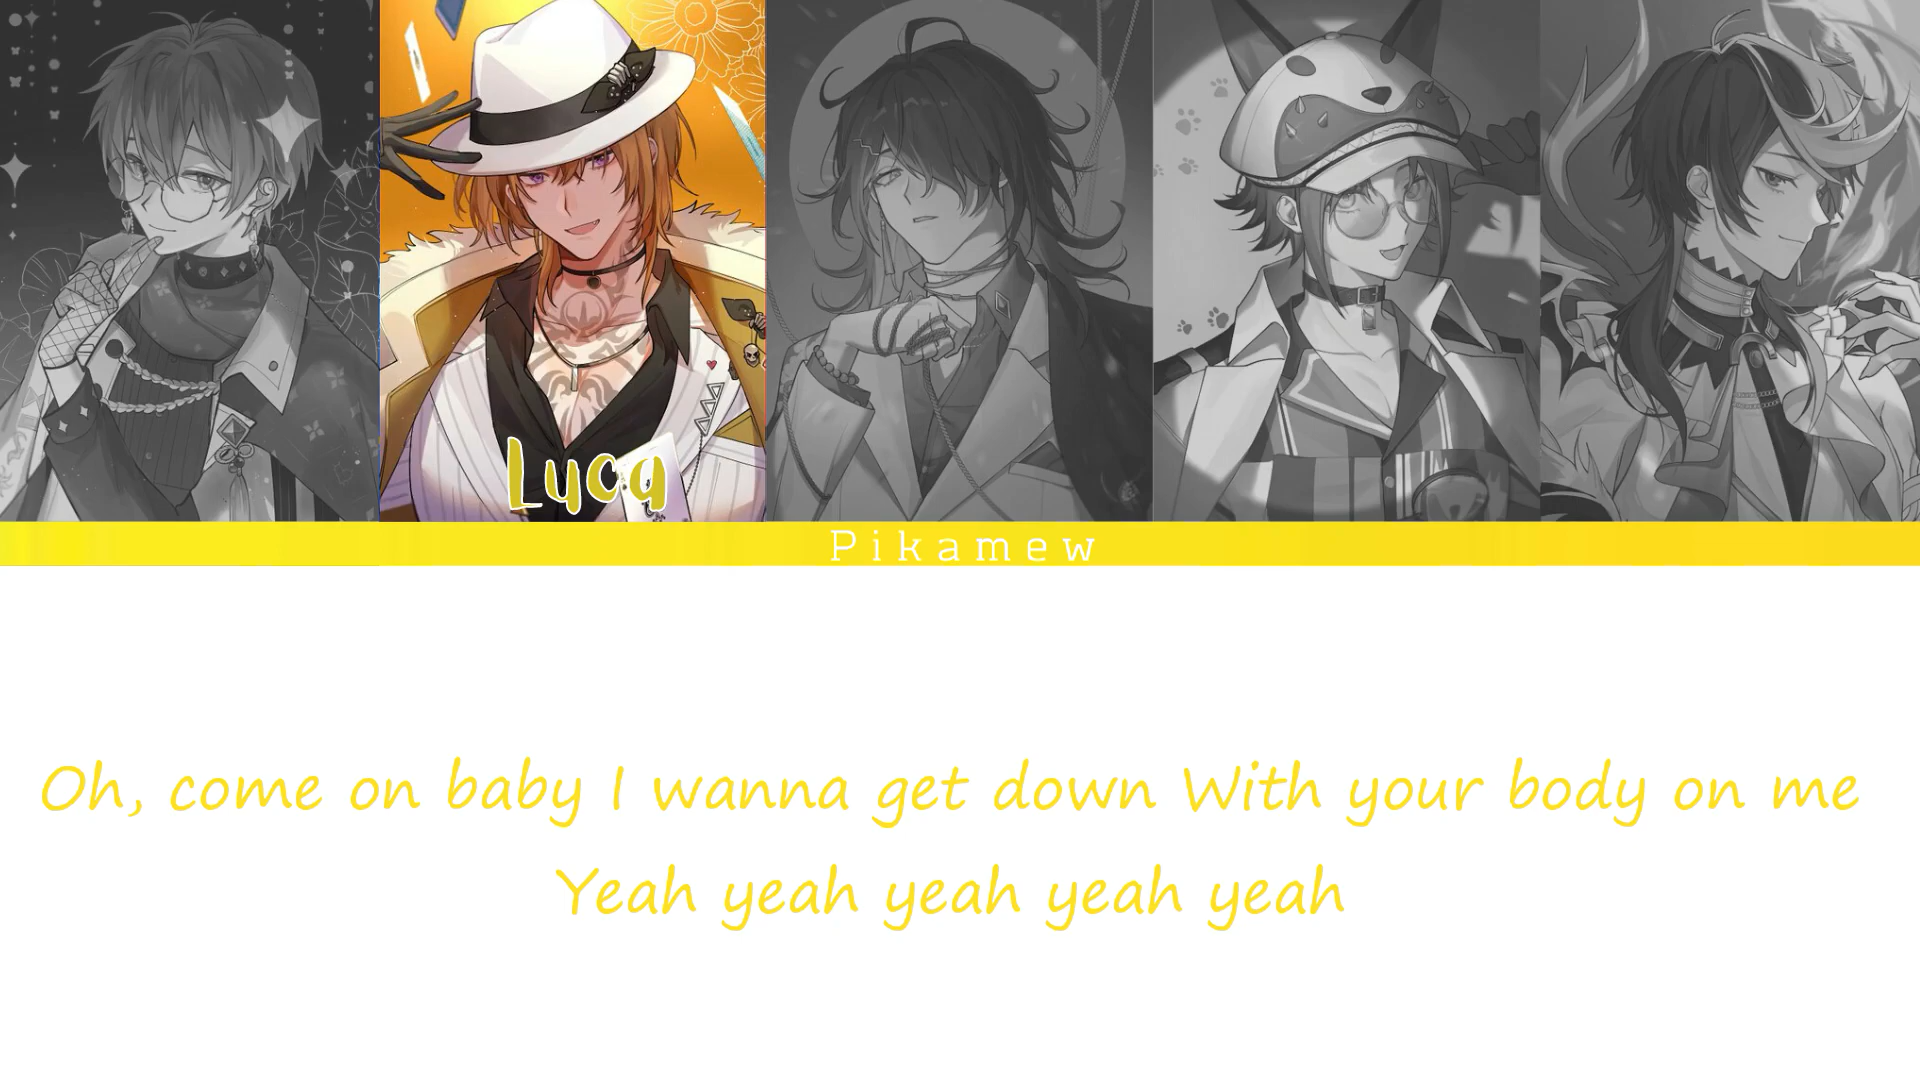 Luca
Pikamew
Oh, come on baby I wanna get down With your body on me
Yeah yeah yeah yeah yeah